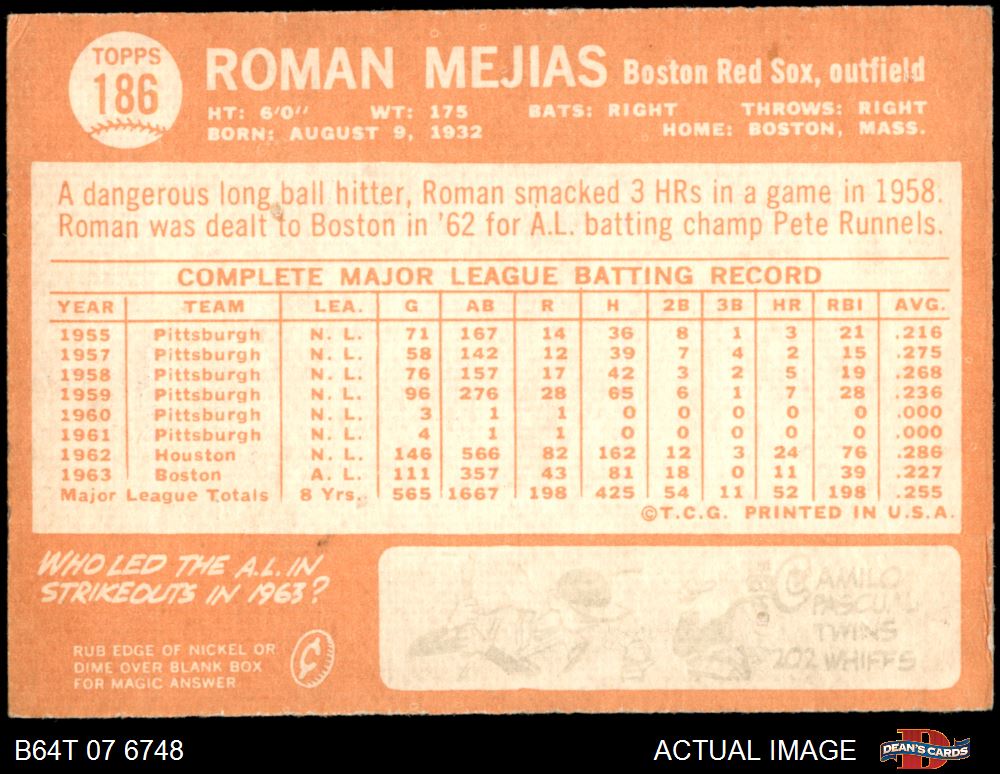 TOPPS
186
ROMAN MEJIAS Boston Red Sox, outfield
HT: 6'0" WT: 175 BATS: RIGHT THROWS: RIGHT
BORN: AUGUST 9, 1932 HOME: BOSTON, MASS.
A dangerous long ball hitter, Roman smacked 3 HRs in a game in 1958.
Roman was dealt to Boston in '62 for A.L. batting champ Pete Runnels.
COMPLETE MAJOR LEAGUE BATTING RECORD
YEAR TEAM LEA. G AB R H 2B 3B HR RBI AVG.
1955 Pittsburgh N. L. 71 167 14 36 8 1 3 21 .216
1957 Pittsburgh N. L. 58 142 12 39 7 4 2 15 .275
1958 Pittsburgh N. L. 76 157 17 42 3 2 5 19 .268
1959 Pittsburgh N. L. 96 276 28 65 6 1 7 28 .236
1960 Pittsburgh N. L. 3 1 1 0 0 0 0 0 .000
1961 Pittsburgh N. L. 4 1 1 0 0 0 0 0 .000
1962 Houston N. L. 146 566 82 162 12 3 24 76 .286
1963 Boston A. L. 111 357 43 81 18 0 11 39 .227
Major League Totals 8 Yrs. 565 1667 198 425 54 11 52 198 .255
©T.C.G. PRINTED IN U.S.A.
WHO LED THE A.L. IN
STRIKEOUTS IN 1963?
RUB EDGE OF NICKEL OR
DIME OVER BLANK BOX
FOR MAGIC ANSWER
CAMILO
PASCUAL
TWINS
202 WHIFFS
B64T 07 6748 ACTUAL IMAGE DEAN'S CARDS